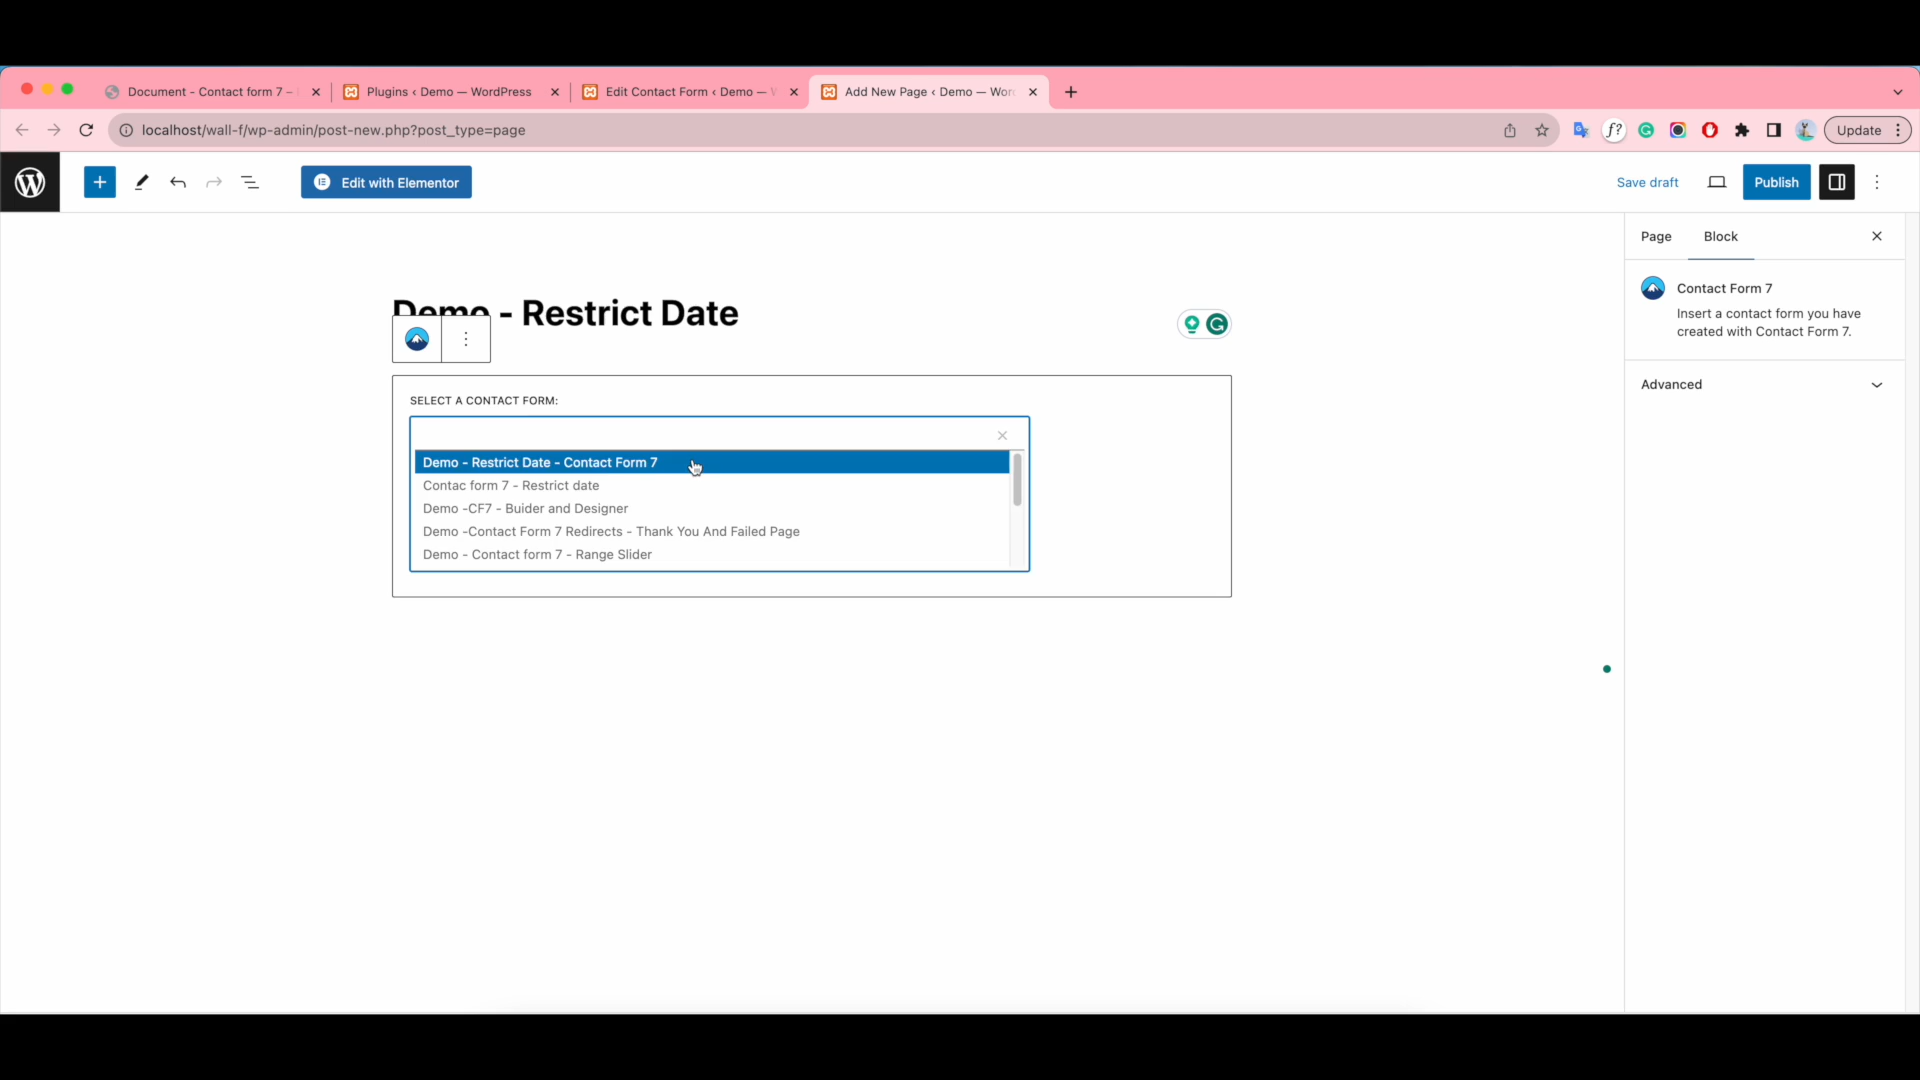 Document - Contact form 7 –
Plugins ‹ Demo — WordPress
Edit Contact Form ‹ Demo — W
Add New Page ‹ Demo — Wor
localhost/wall-f/wp-admin/post-new.php?post_type=page
f?
Update
Edit with Elementor
Save draft
Publish
Page
Block
Contact Form 7
Insert a contact form you have
created with Contact Form 7.
Advanced
Demo - Restrict Date
SELECT A CONTACT FORM:
Demo - Restrict Date - Contact Form 7
Contac form 7 - Restrict date
Demo -CF7 - Buider and Designer
Demo -Contact Form 7 Redirects - Thank You And Failed Page
Demo - Contact form 7 - Range Slider